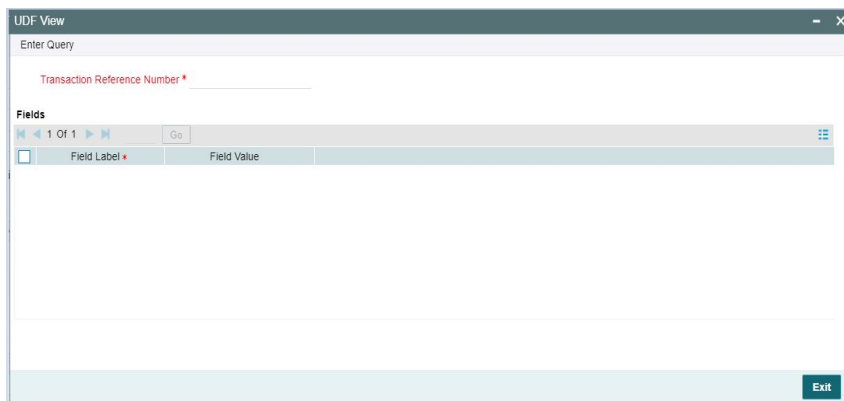 UDF View
Enter Query
Transaction Reference Number *
Fields
1 Of 1 Go
Field Label * Field Value
Exit